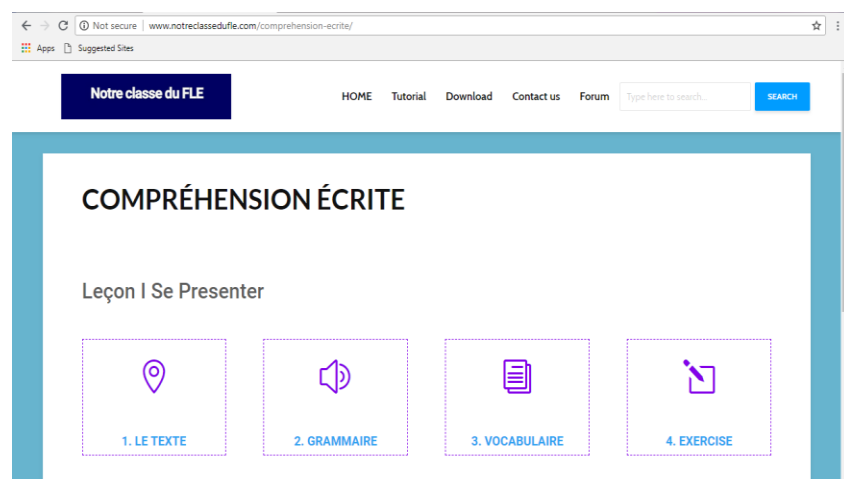 Not secure | www.notreclassedufle.com/comprehension-ecrite/
Apps Suggested Sites
Notre classe du FLE HOME Tutorial Download Contact us Forum Type here to search... SEARCH
COMPRÉHENSION ÉCRITE
Leçon I Se Presenter
1. LE TEXTE 2. GRAMMAIRE 3. VOCABULAIRE 4. EXERCISE